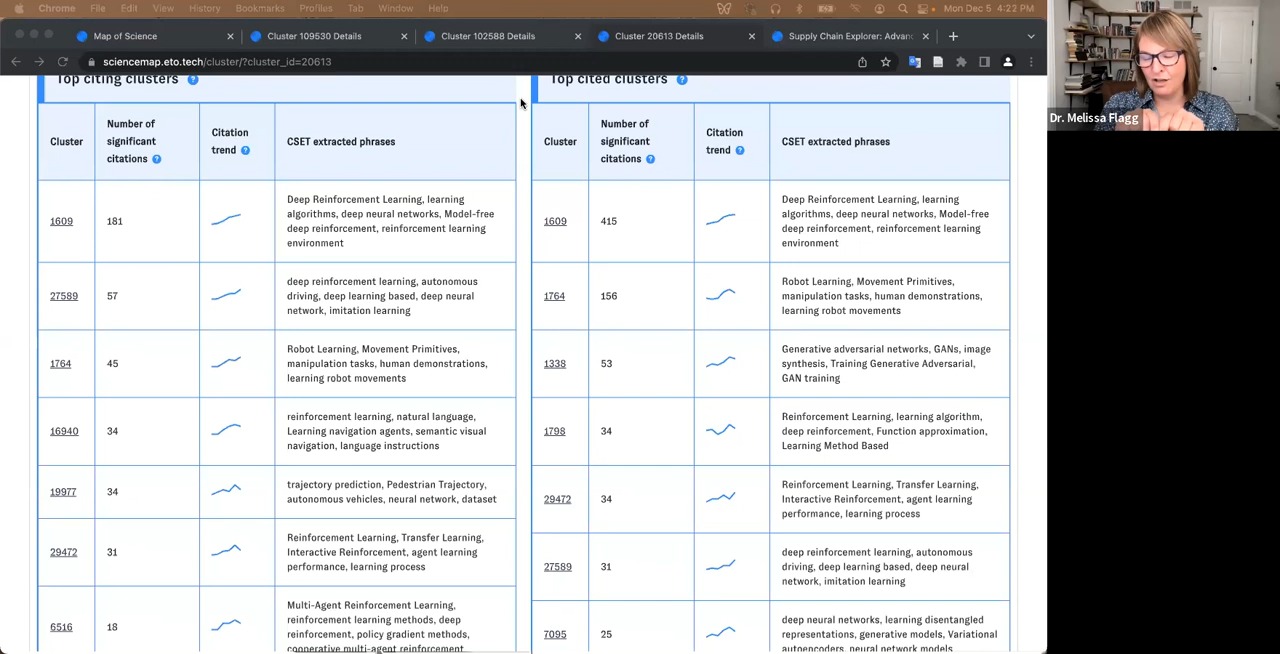 Chrome File Edit View History Bookmarks Profiles Tab Window Help Mon Dec 5 4:22 PM
Map of Science × Cluster 109530 Details × Cluster 102588 Details × Cluster 20613 Details × Supply Chain Explorer: Advan × +
sciencemap.eto.tech/cluster/?cluster_id=20613
Dr. Melissa Flagg
Top citing clusters ?
Cluster
Number of
significant
citations ?
Citation
trend ?
CSET extracted phrases
1609
181
Deep Reinforcement Learning, learning
algorithms, deep neural networks, Model-free
deep reinforcement, reinforcement learning
environment
27589
57
deep reinforcement learning, autonomous
driving, deep learning based, deep neural
network, imitation learning
1764
45
Robot Learning, Movement Primitives,
manipulation tasks, human demonstrations,
learning robot movements
16940
34
reinforcement learning, natural language,
Learning navigation agents, semantic visual
navigation, language instructions
19977
34
trajectory prediction, Pedestrian Trajectory,
autonomous vehicles, neural network, dataset
29472
31
Reinforcement Learning, Transfer Learning,
Interactive Reinforcement, agent learning
performance, learning process
6516
18
Multi-Agent Reinforcement Learning,
reinforcement learning methods, deep
reinforcement, policy gradient methods,
cooperative multi-agent reinforcement
Top cited clusters ?
Cluster
Number of
significant
citations ?
Citation
trend ?
CSET extracted phrases
1609
415
Deep Reinforcement Learning, learning
algorithms, deep neural networks, Model-free
deep reinforcement, reinforcement learning
environment
1764
156
Robot Learning, Movement Primitives,
manipulation tasks, human demonstrations,
learning robot movements
1338
53
Generative adversarial networks, GANs, image
synthesis, Training Generative Adversarial,
GAN training
1798
34
Reinforcement Learning, learning algorithm,
deep reinforcement, Function approximation,
Learning Method Based
29472
34
Reinforcement Learning, Transfer Learning,
Interactive Reinforcement, agent learning
performance, learning process
27589
31
deep reinforcement learning, autonomous
driving, deep learning based, deep neural
network, imitation learning
7095
25
deep neural networks, learning disentangled
representations, generative models, Variational
autoencoders, neural network models